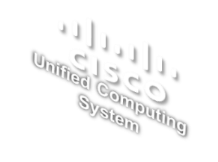 CISCO
Unified Computing
System